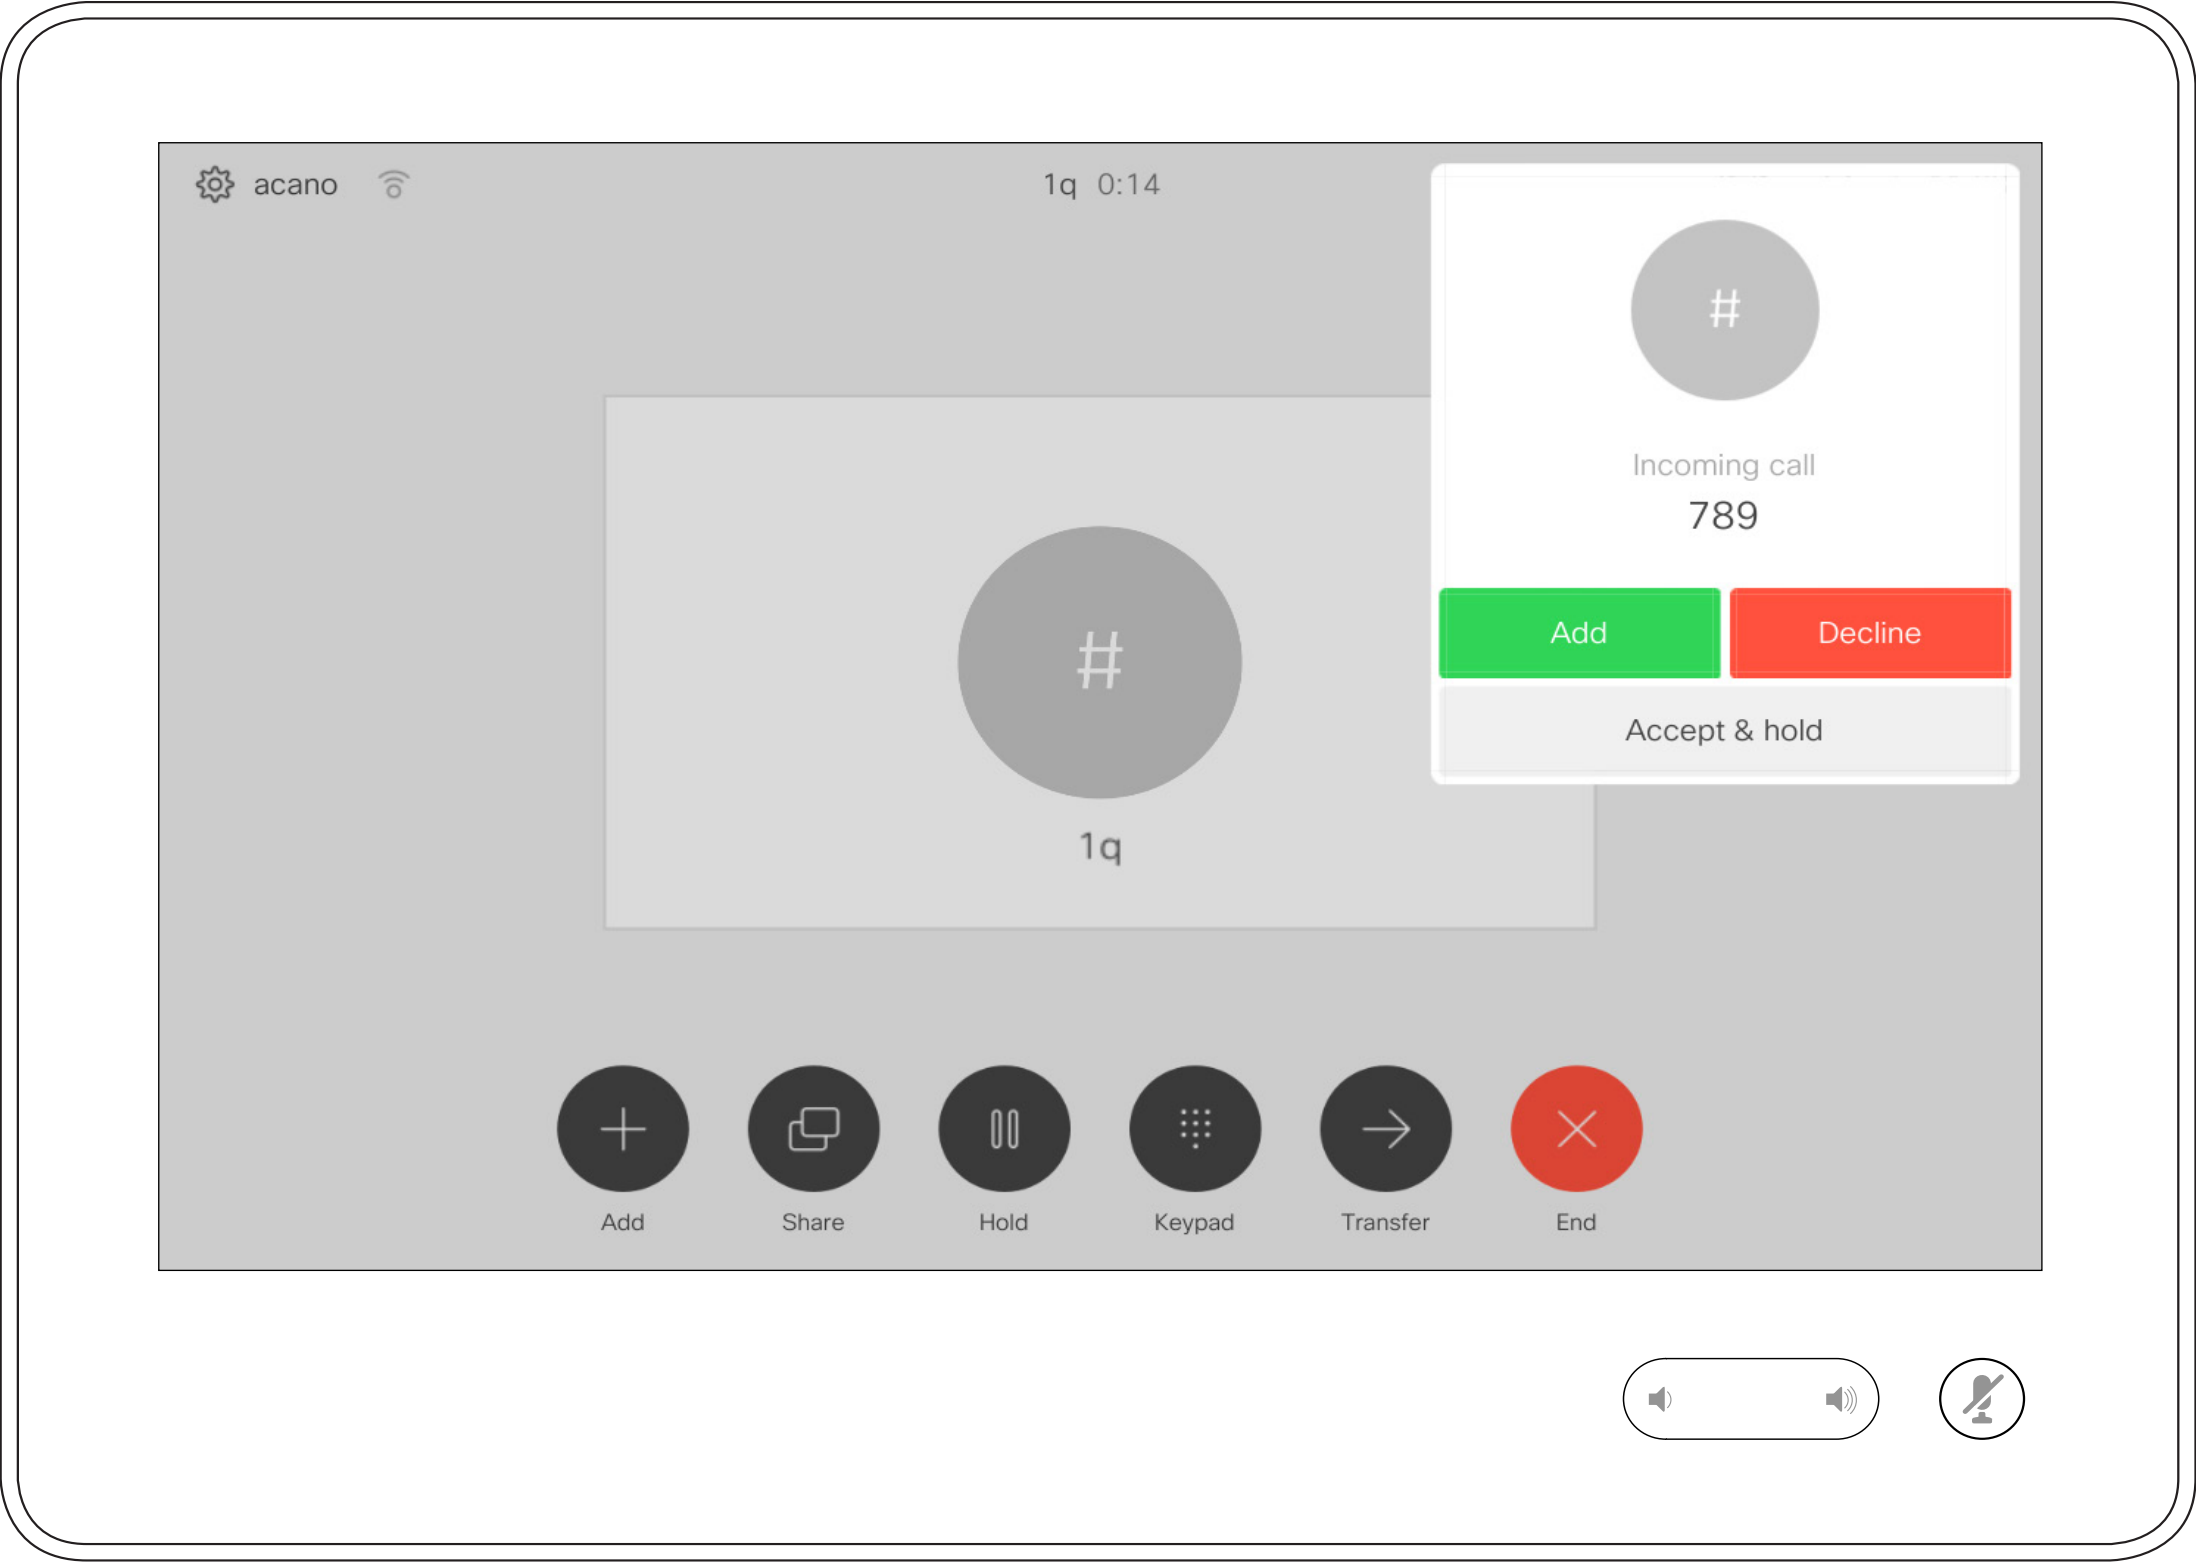 acano
1q 0:14
#
Incoming call
789
Add
Decline
Accept & hold
#
1q
Add
Share
Hold
Keypad
Transfer
End